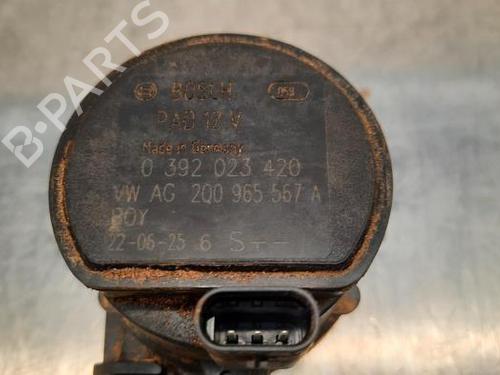 BOSCH
PAD 12 V
Made in Germany
0 392 023 420
VW AG 2Q0 965 567 A
22-06-25 6 S--
B-PARTS